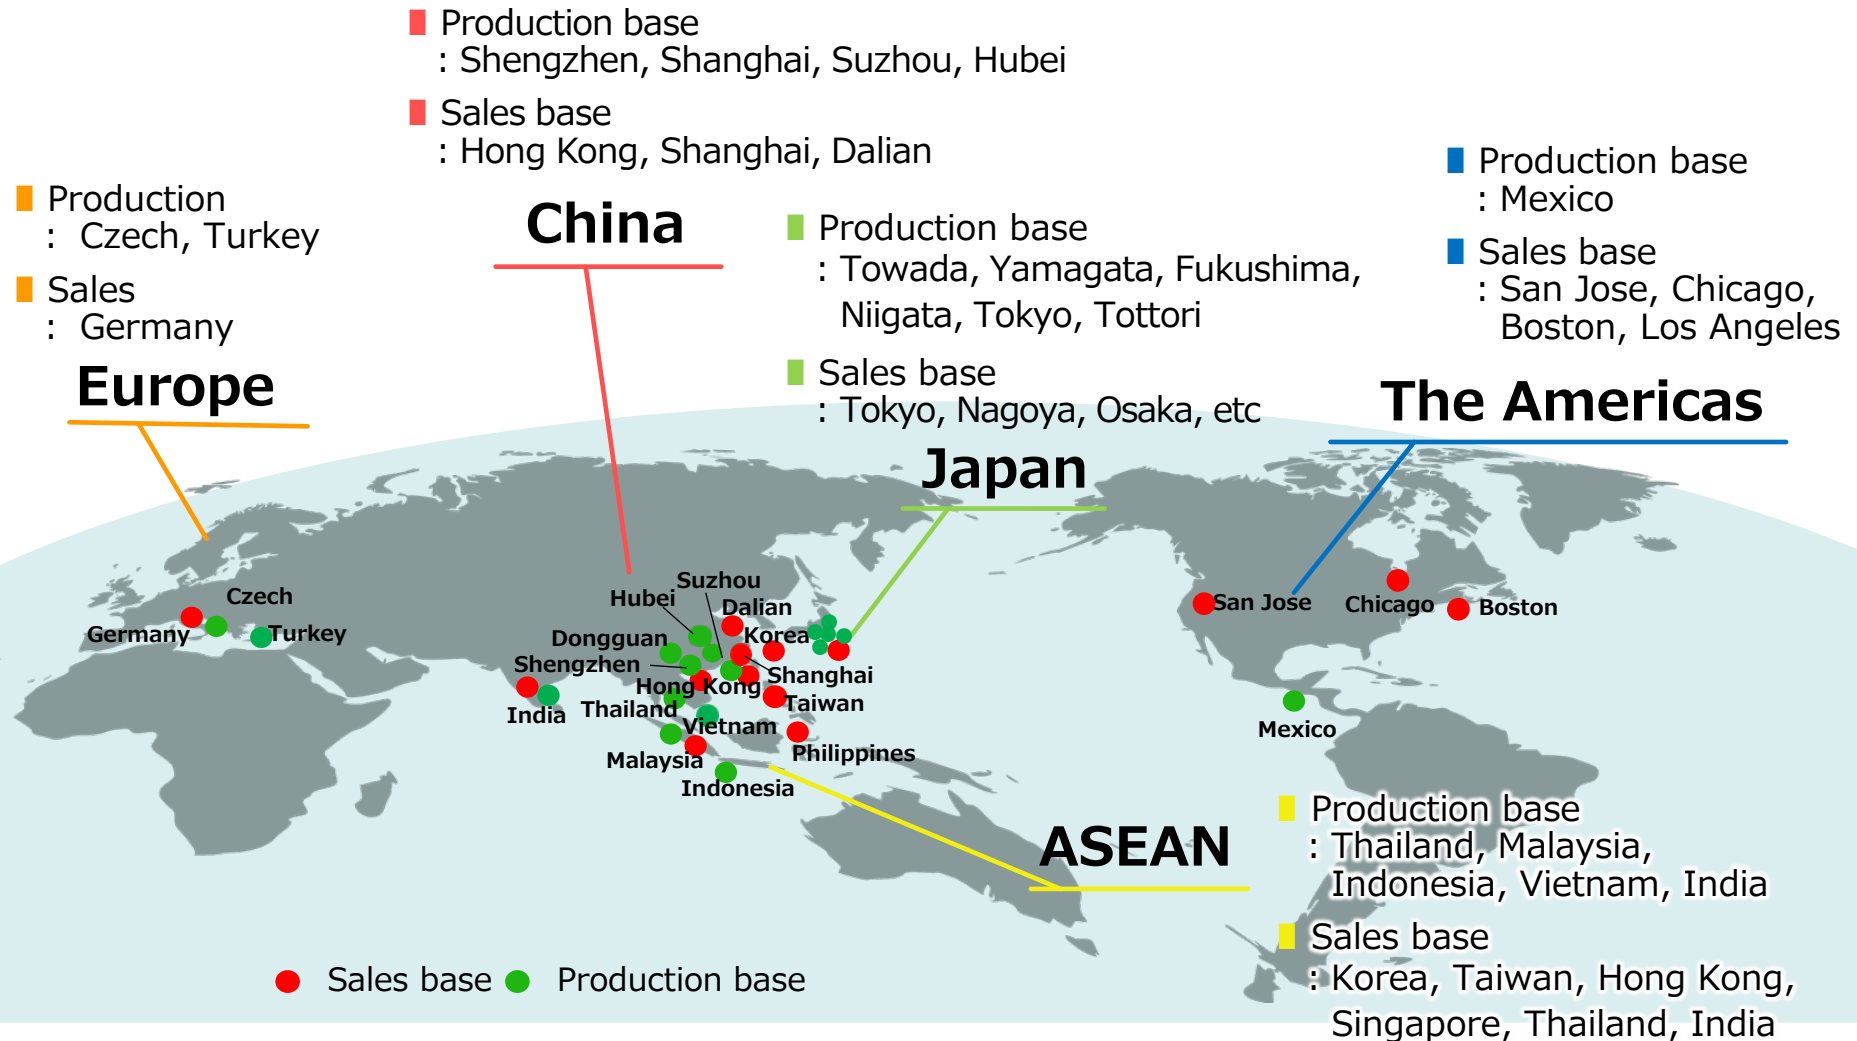 ■ Production base
: Shengzhen, Shanghai, Suzhou, Hubei
■ Sales base
: Hong Kong, Shanghai, Dalian
China
■ Production
: Czech, Turkey
■ Sales
: Germany
Europe
■ Production base
: Towada, Yamagata, Fukushima,
Niigata, Tokyo, Tottori
■ Sales base
: Tokyo, Nagoya, Osaka, etc
Japan
■ Production base
: Mexico
■ Sales base
: San Jose, Chicago,
Boston, Los Angeles
The Americas
Czech
Germany
Turkey
Suzhou
Hubei
Dalian
Dongguan
Korea
Shengzhen
Shanghai
Hong Kong
India
Thailand
Taiwan
Vietnam
Malaysia
Philippines
Indonesia
San Jose
Chicago
Boston
Mexico
ASEAN
■ Production base
: Thailand, Malaysia,
Indonesia, Vietnam, India
■ Sales base
: Korea, Taiwan, Hong Kong,
Singapore, Thailand, India
● Sales base ● Production base